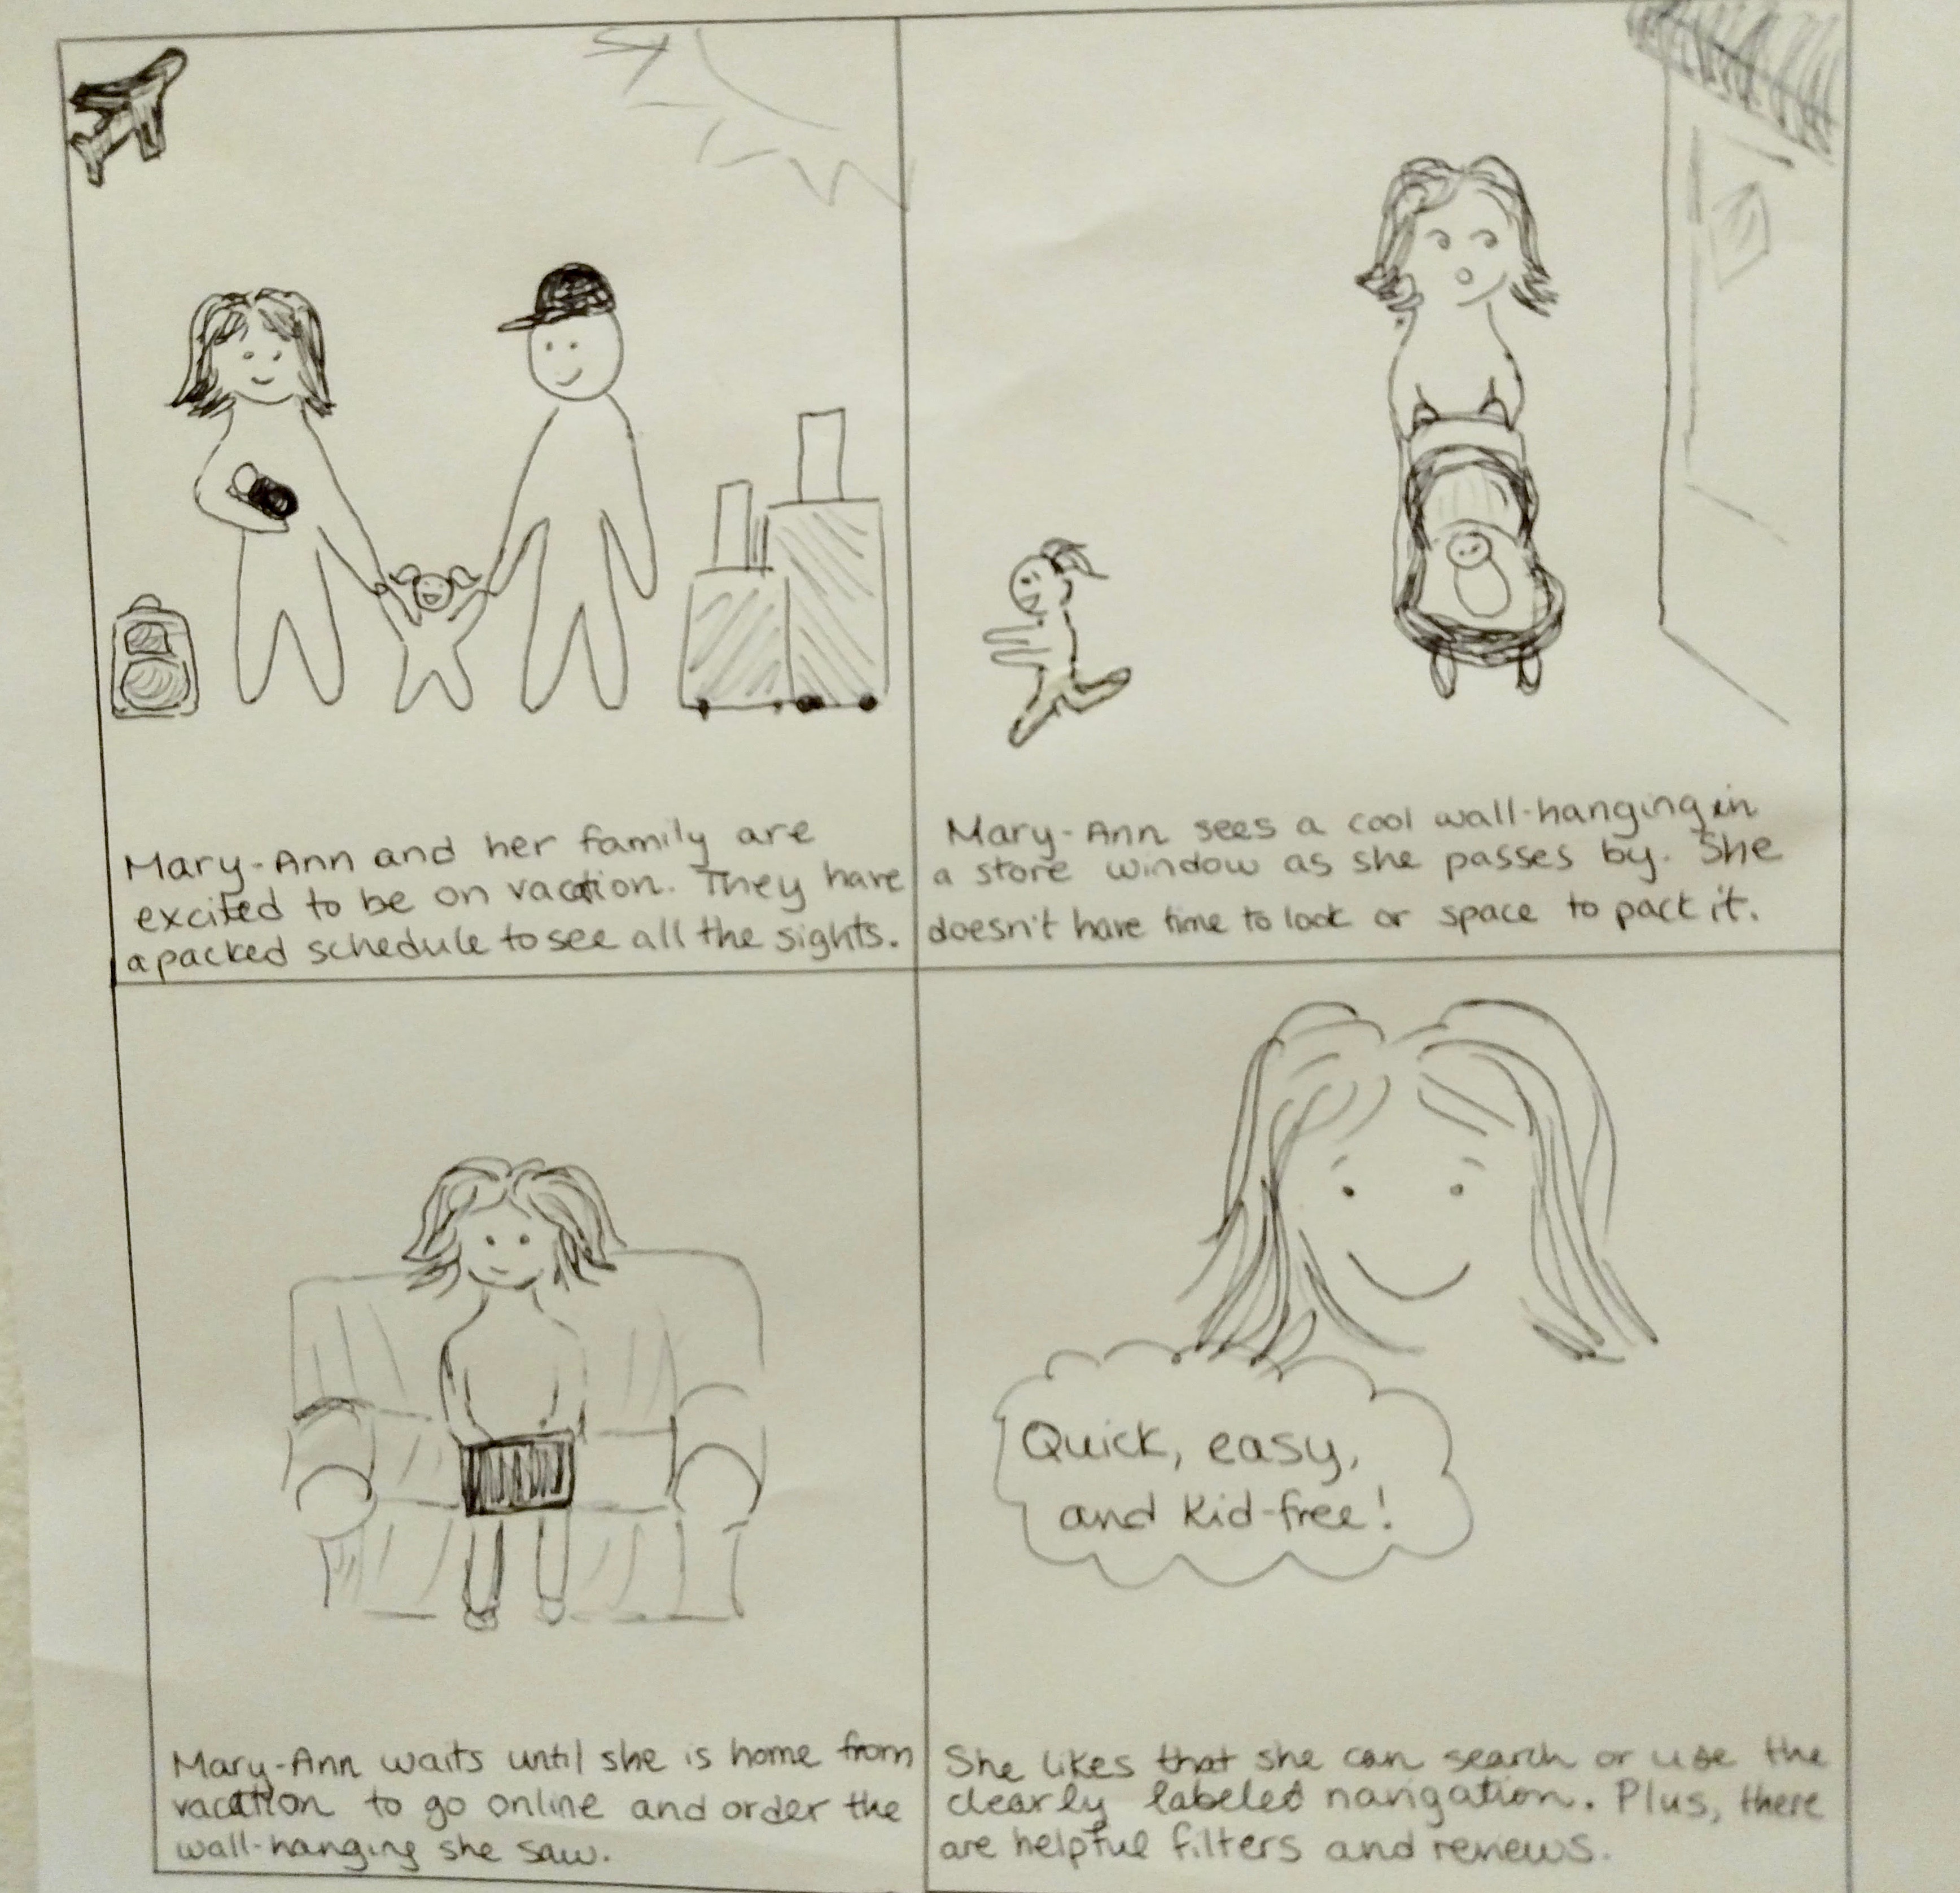 Mary-Ann and her family are
excited to be on vacation. They have
a packed schedule to see all the sights.
Mary-Ann sees a cool wall-hanging in
a store window as she passes by. She
doesn't have time to look or space to pack it.
Mary-Ann waits until she is home from
vacation to go online and order the
wall-hanging she saw.
Quick, easy,
and kid-free!
She likes that she can search or use the
clearly labeled navigation. Plus, there
are helpful filters and reviews.